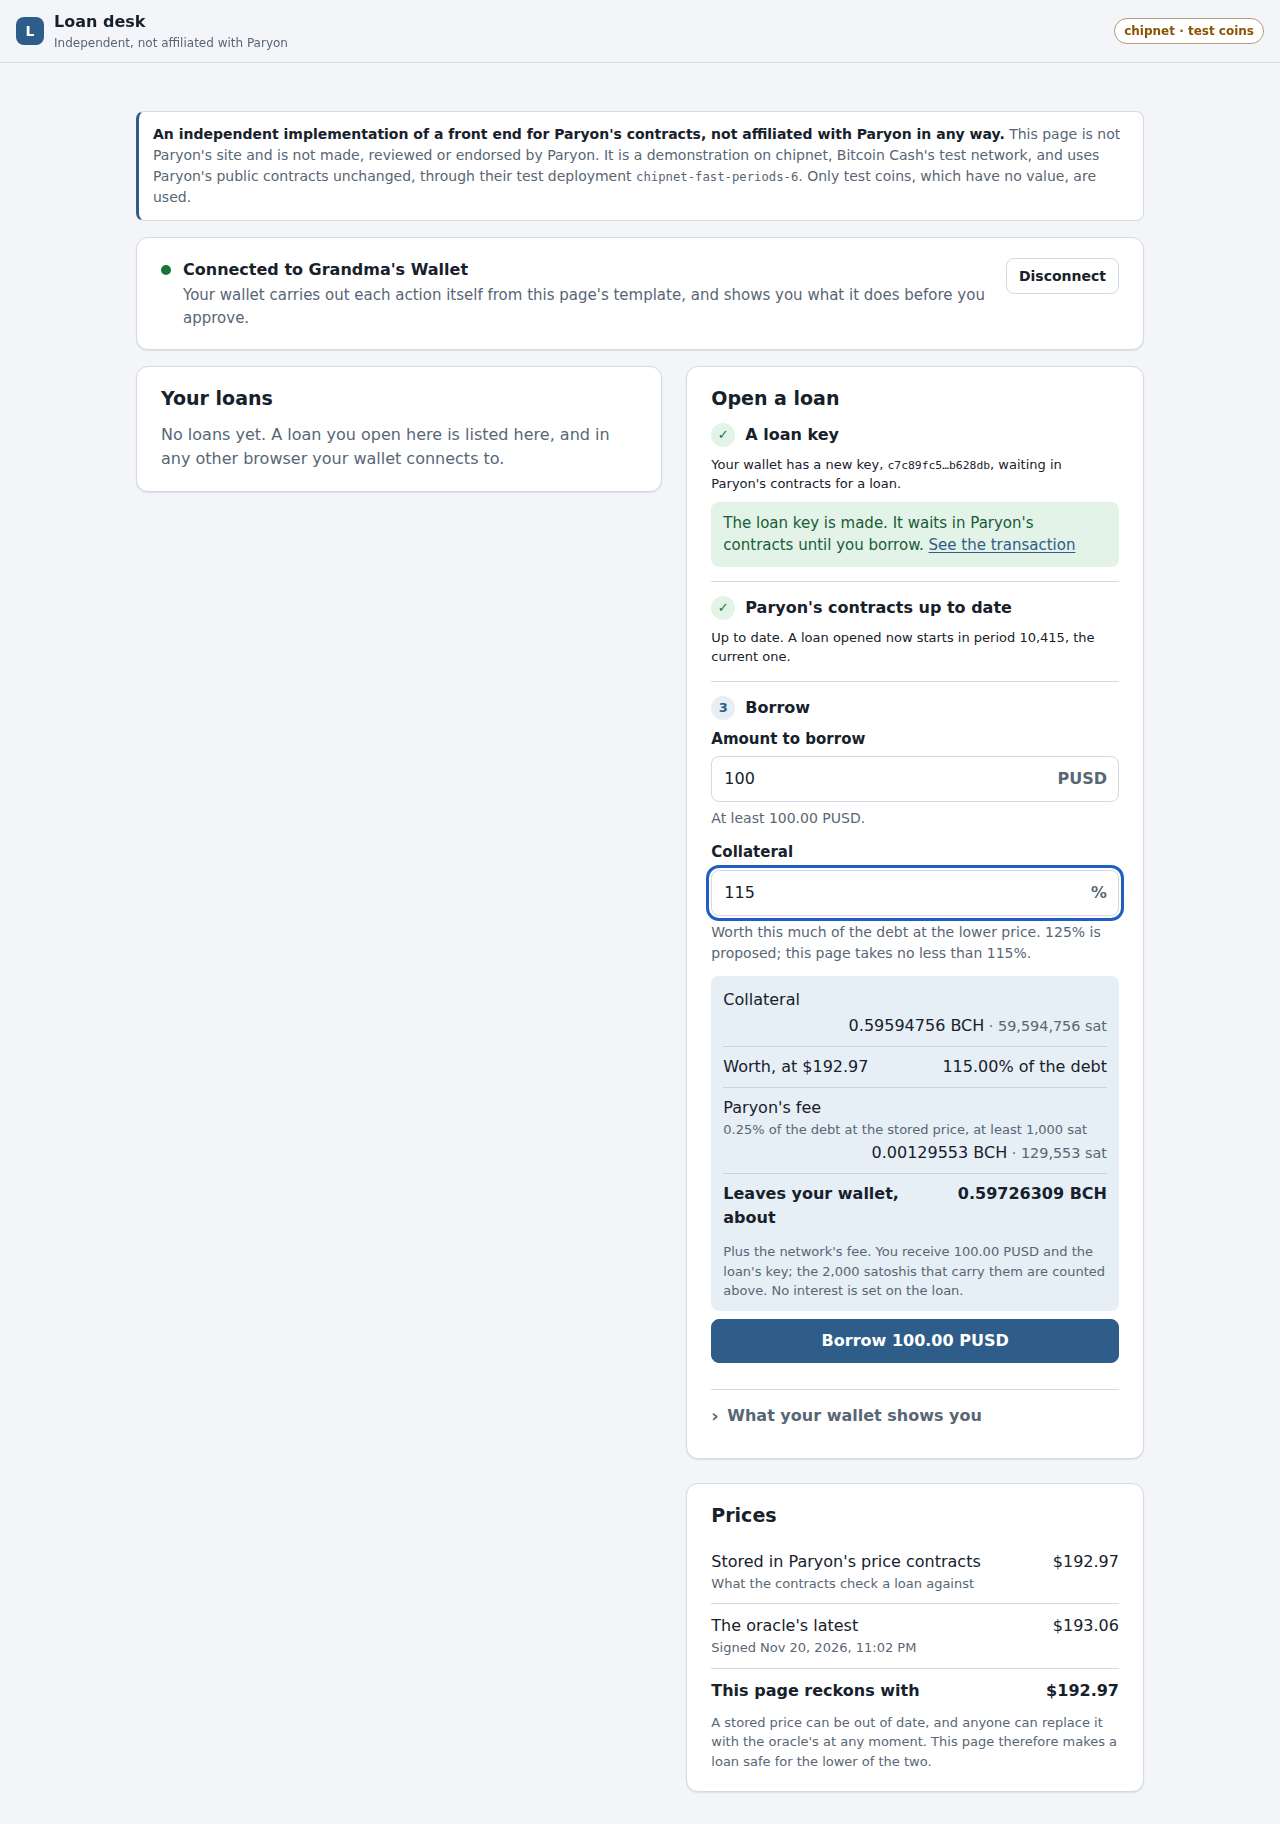 L
Loan desk
Independent, not affiliated with Paryon
chipnet · test coins
An independent implementation of a front end for Paryon's contracts, not affiliated with Paryon in any way. This page is not
Paryon's site and is not made, reviewed or endorsed by Paryon. It is a demonstration on chipnet, Bitcoin Cash's test network, and uses
Paryon's public contracts unchanged, through their test deployment chipnet-fast-periods-6. Only test coins, which have no value, are
used.
Connected to Grandma's Wallet
Your wallet carries out each action itself from this page's template, and shows you what it does before you
approve.
Disconnect
Your loans
No loans yet. A loan you open here is listed here, and in
any other browser your wallet connects to.
Open a loan
✓ A loan key
Your wallet has a new key, c7c89fc5…b628db, waiting in
Paryon's contracts for a loan.
The loan key is made. It waits in Paryon's
contracts until you borrow. See the transaction
✓ Paryon's contracts up to date
Up to date. A loan opened now starts in period 10,415, the
current one.
3 Borrow
Amount to borrow
100 PUSD
At least 100.00 PUSD.
Collateral
115 %
Worth this much of the debt at the lower price. 125% is
proposed; this page takes no less than 115%.
Collateral
0.59594756 BCH · 59,594,756 sat
Worth, at $192.97 115.00% of the debt
Paryon's fee
0.25% of the debt at the stored price, at least 1,000 sat
0.00129553 BCH · 129,553 sat
Leaves your wallet, 0.59726309 BCH
about
Plus the network's fee. You receive 100.00 PUSD and the
loan's key; the 2,000 satoshis that carry them are counted
above. No interest is set on the loan.
Borrow 100.00 PUSD
› What your wallet shows you
Prices
Stored in Paryon's price contracts $192.97
What the contracts check a loan against
The oracle's latest $193.06
Signed Nov 20, 2026, 11:02 PM
This page reckons with $192.97
A stored price can be out of date, and anyone can replace it
with the oracle's at any moment. This page therefore makes a
loan safe for the lower of the two.